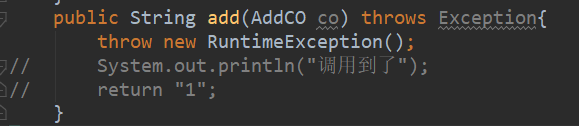 public String add(AddCO co) throws Exception{
throw new RuntimeException();
// System.out.println("调用到了");
// return "1";
}